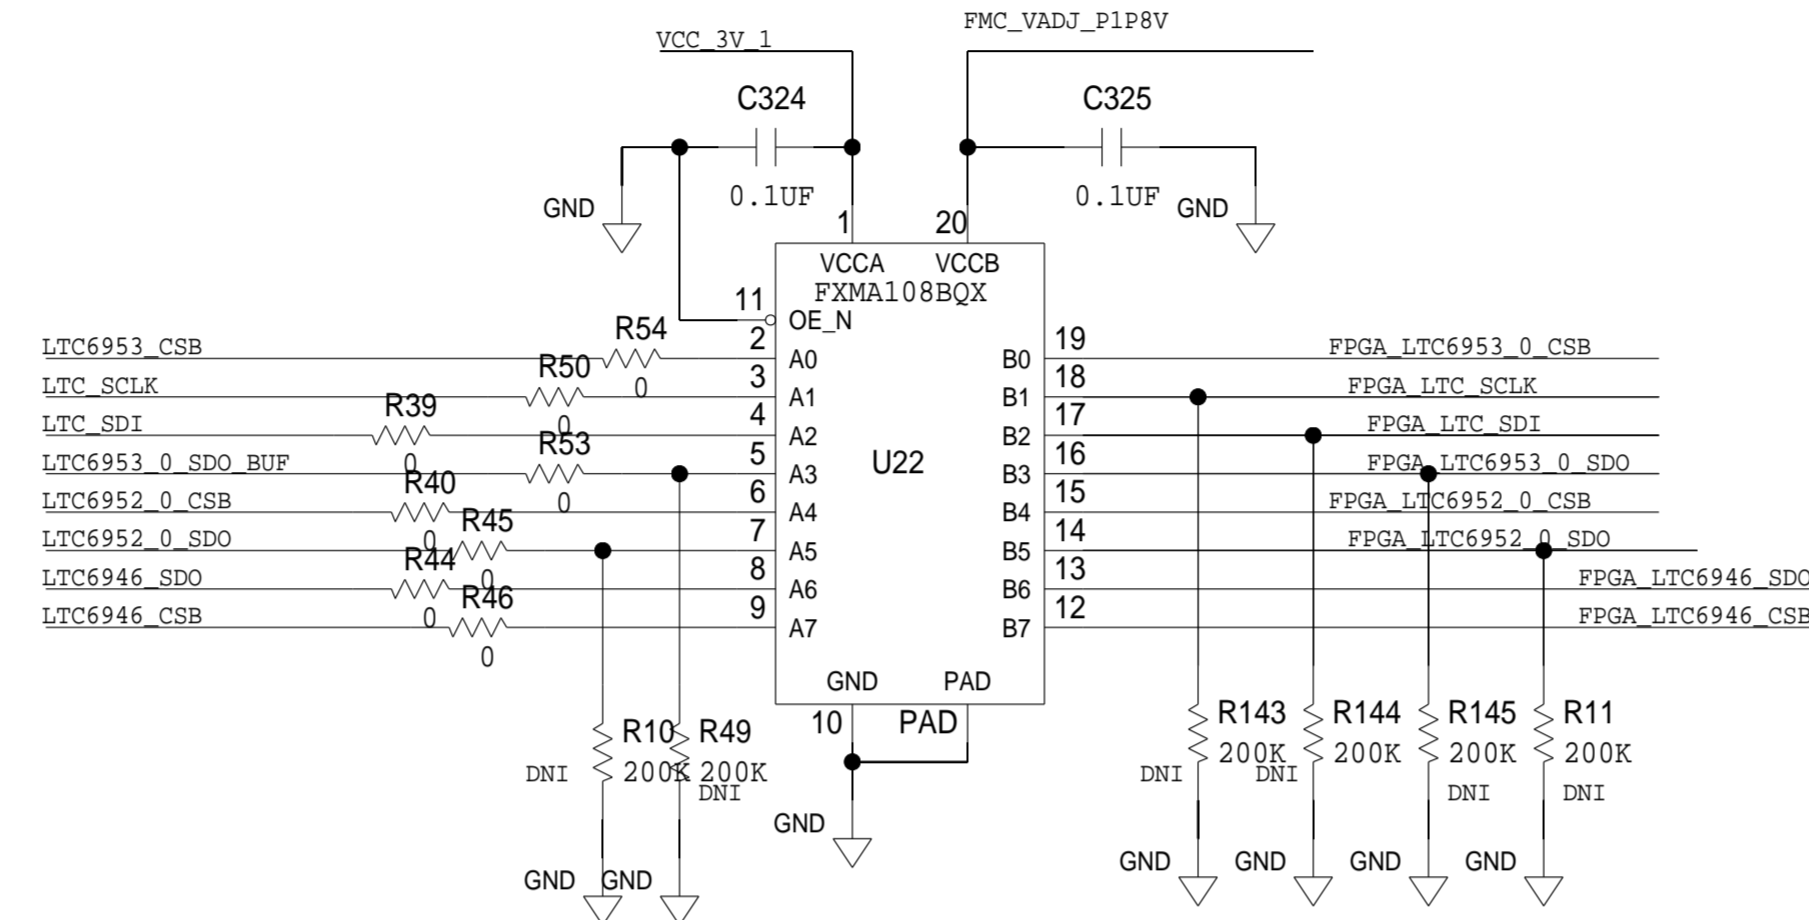 FMC_VADJ_P1P8V
VCC_3V_1
C324
C325
0.1UF
0.1UF
GND
GND
1
20
VCCA
VCCB
FXMA108BQX
11
OE_N
R54
2
19
LTC6953_CSB
A0
B0
FPGA_LTC6953_0_CSB
R50
0
3
18
LTC_SCLK
A1
B1
FPGA_LTC_SCLK
R39
0
4
17
LTC_SDI
A2
B2
FPGA_LTC_SDI
R53
0
5
16
LTC6953_0_SDO_BUF
A3
U22
B3
FPGA_LTC6953_0_SDO
R40
0
6
15
LTC6952_0_CSB
A4
B4
FPGA_LTC6952_0_CSB
R45
0
7
14
LTC6952_0_SDO
A5
B5
FPGA_LTC6952_0_SDO
R44
0
8
13
LTC6946_SDO
A6
B6
FPGA_LTC6946_SDO
R46
0
9
12
LTC6946_CSB
A7
B7
FPGA_LTC6946_CSB
0
GND
PAD
10
PAD
R10
200K
DNI
R49
200K
DNI
R143
200K
DNI
R144
200K
DNI
R145
200K
DNI
R11
200K
DNI
GND
GND
GND
GND
GND
GND
GND